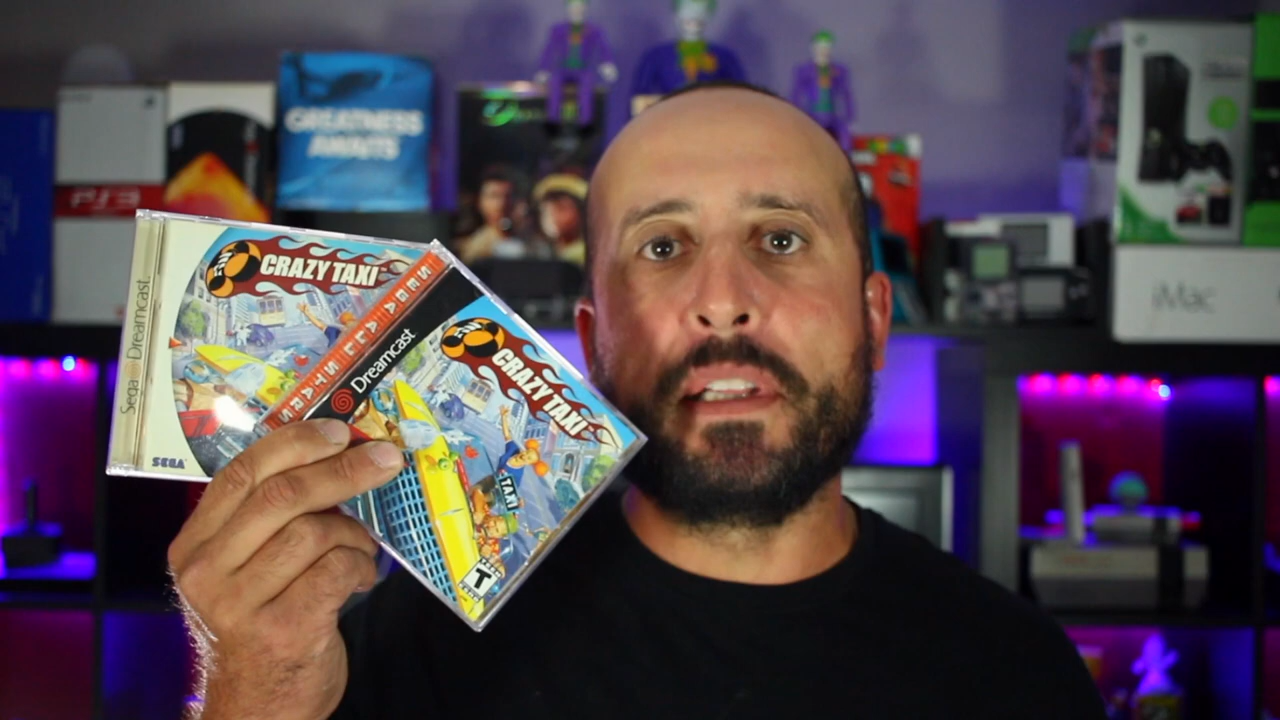 GREATNESS
AWAITS
PS3
iMac
Sega Dreamcast
CRAZY TAXI
SEGA ALL STARS
SEGA
Dreamcast
CRAZY TAXI
TAXI
T